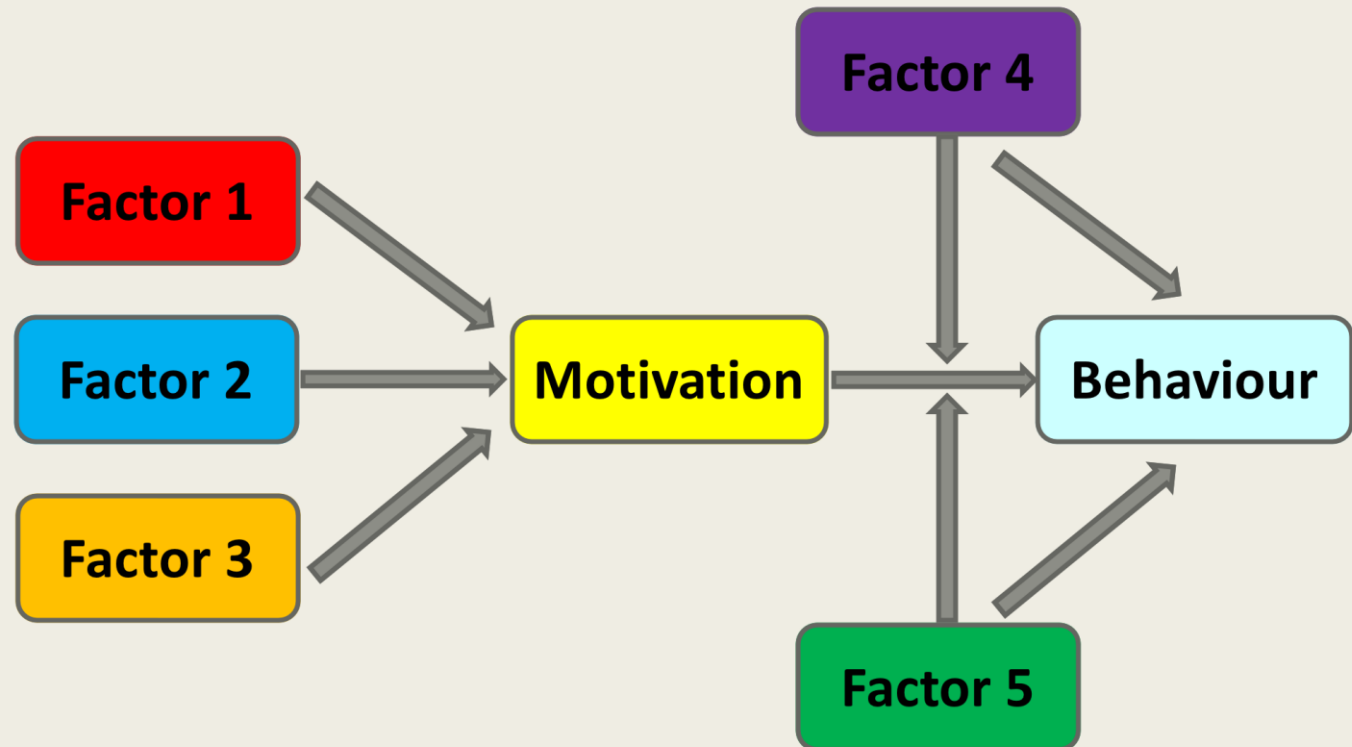 Factor 4
Factor 1
Factor 2
Motivation
Behaviour
Factor 3
Factor 5